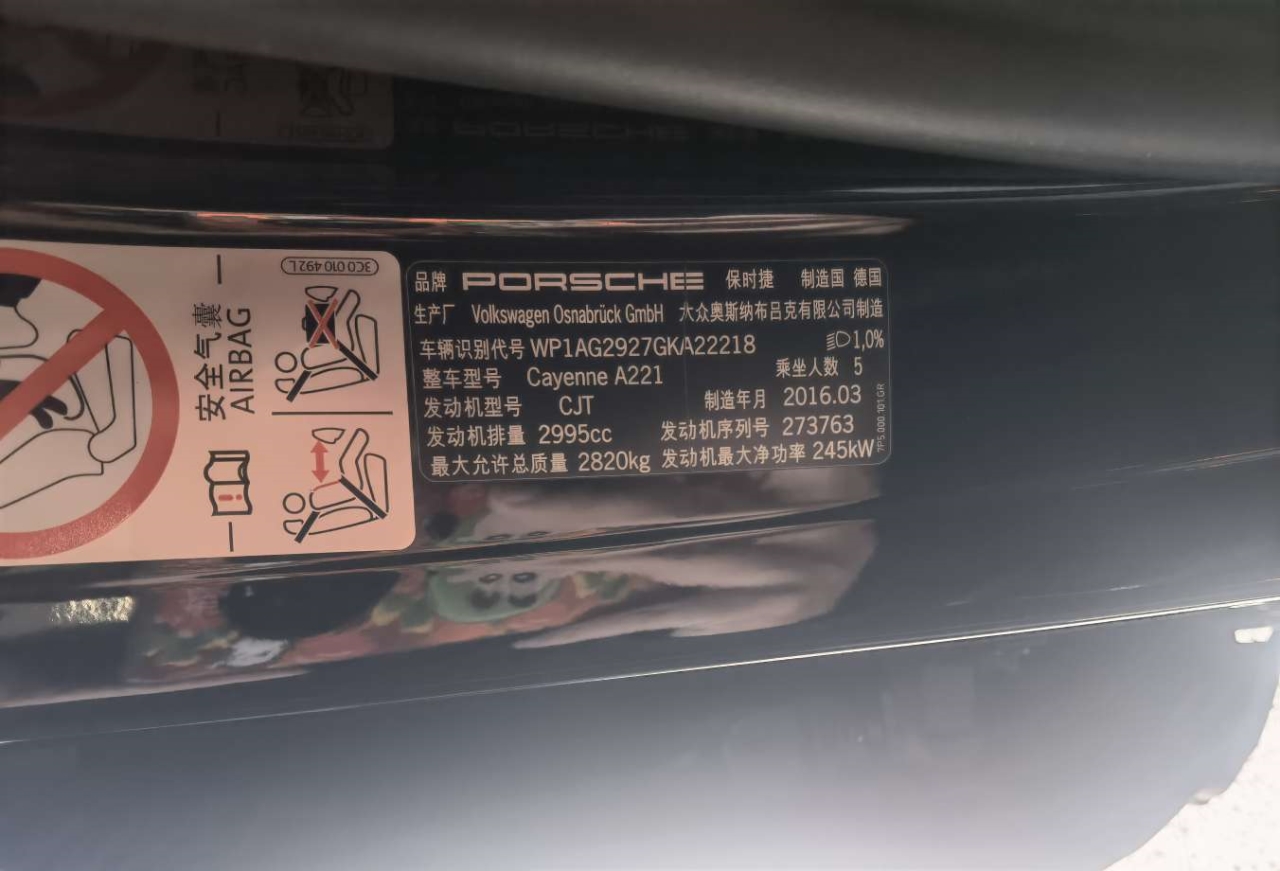 3C0 010 492 L
安全气囊
AIRBAG
品牌 PORSCHE 保时捷 制造国 德国
生产厂 Volkswagen Osnabrück GmbH 大众奥斯纳布吕克有限公司制造
车辆识别代号 WP1AG2927GKA22218 1,0%
整车型号 Cayenne A221 乘坐人数 5
发动机型号 CJT 制造年月 2016.03
发动机排量 2995cc 发动机序列号 273763
最大允许总质量 2820kg 发动机最大净功率 245kW
7P5.000.101.GR